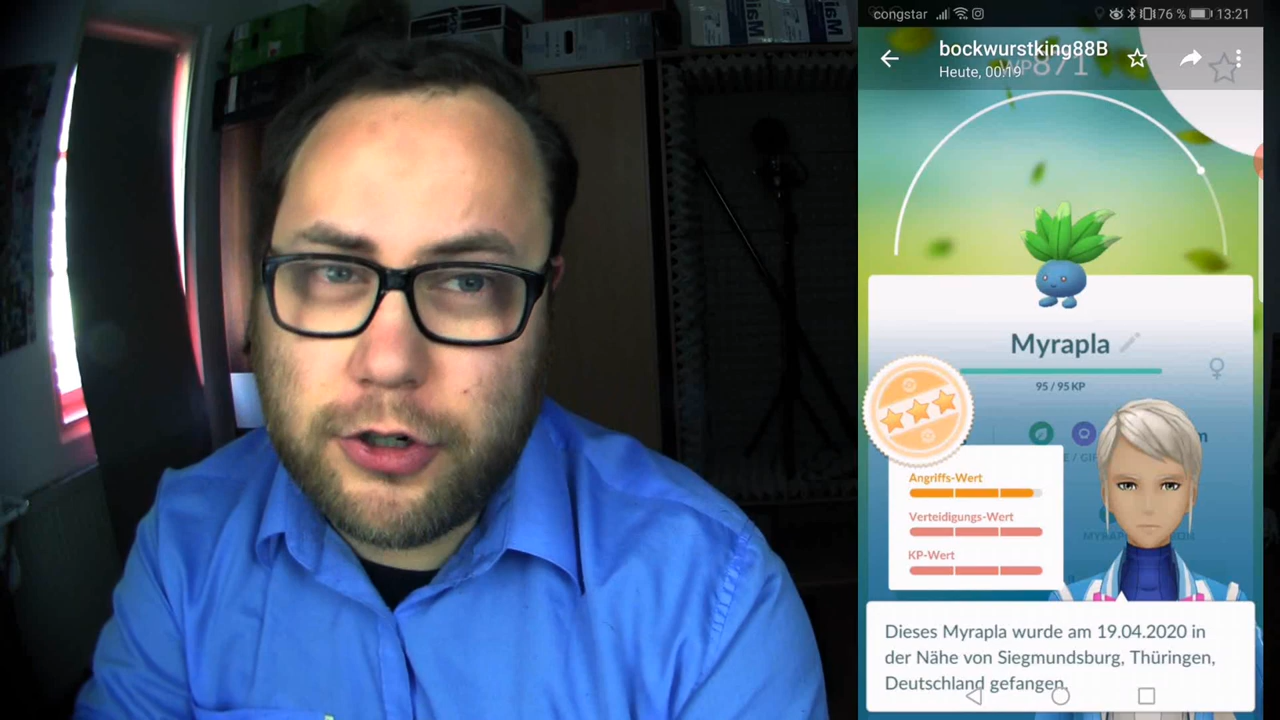 congstar 76 % 13:21
bockwurstking88B
Heute, 00:19
WP871
Myrapla
95 / 95 KP
Angriffs-Wert
Verteidigungs-Wert
KP-Wert
Dieses Myrapla wurde am 19.04.2020 in
der Nähe von Siegmundsburg, Thüringen,
Deutschland gefangen.